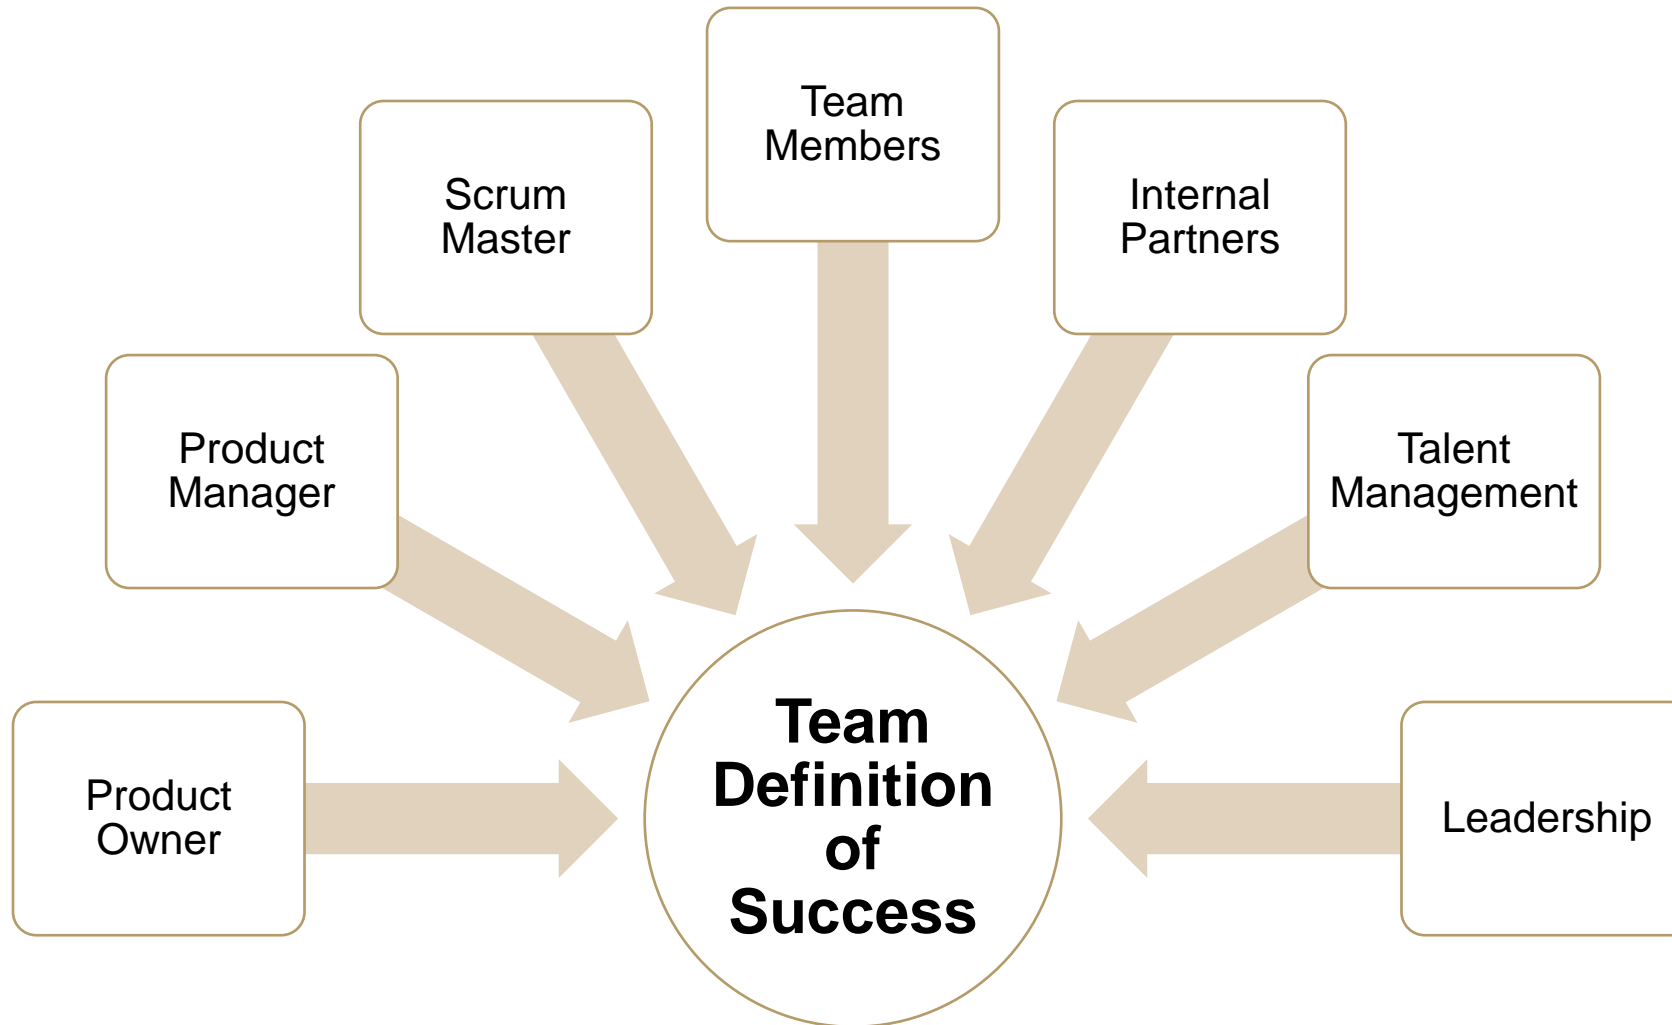 Team
Members
Scrum
Master
Internal
Partners
Product
Manager
Talent
Management
Product
Owner
Team
Definition
of
Success
Leadership